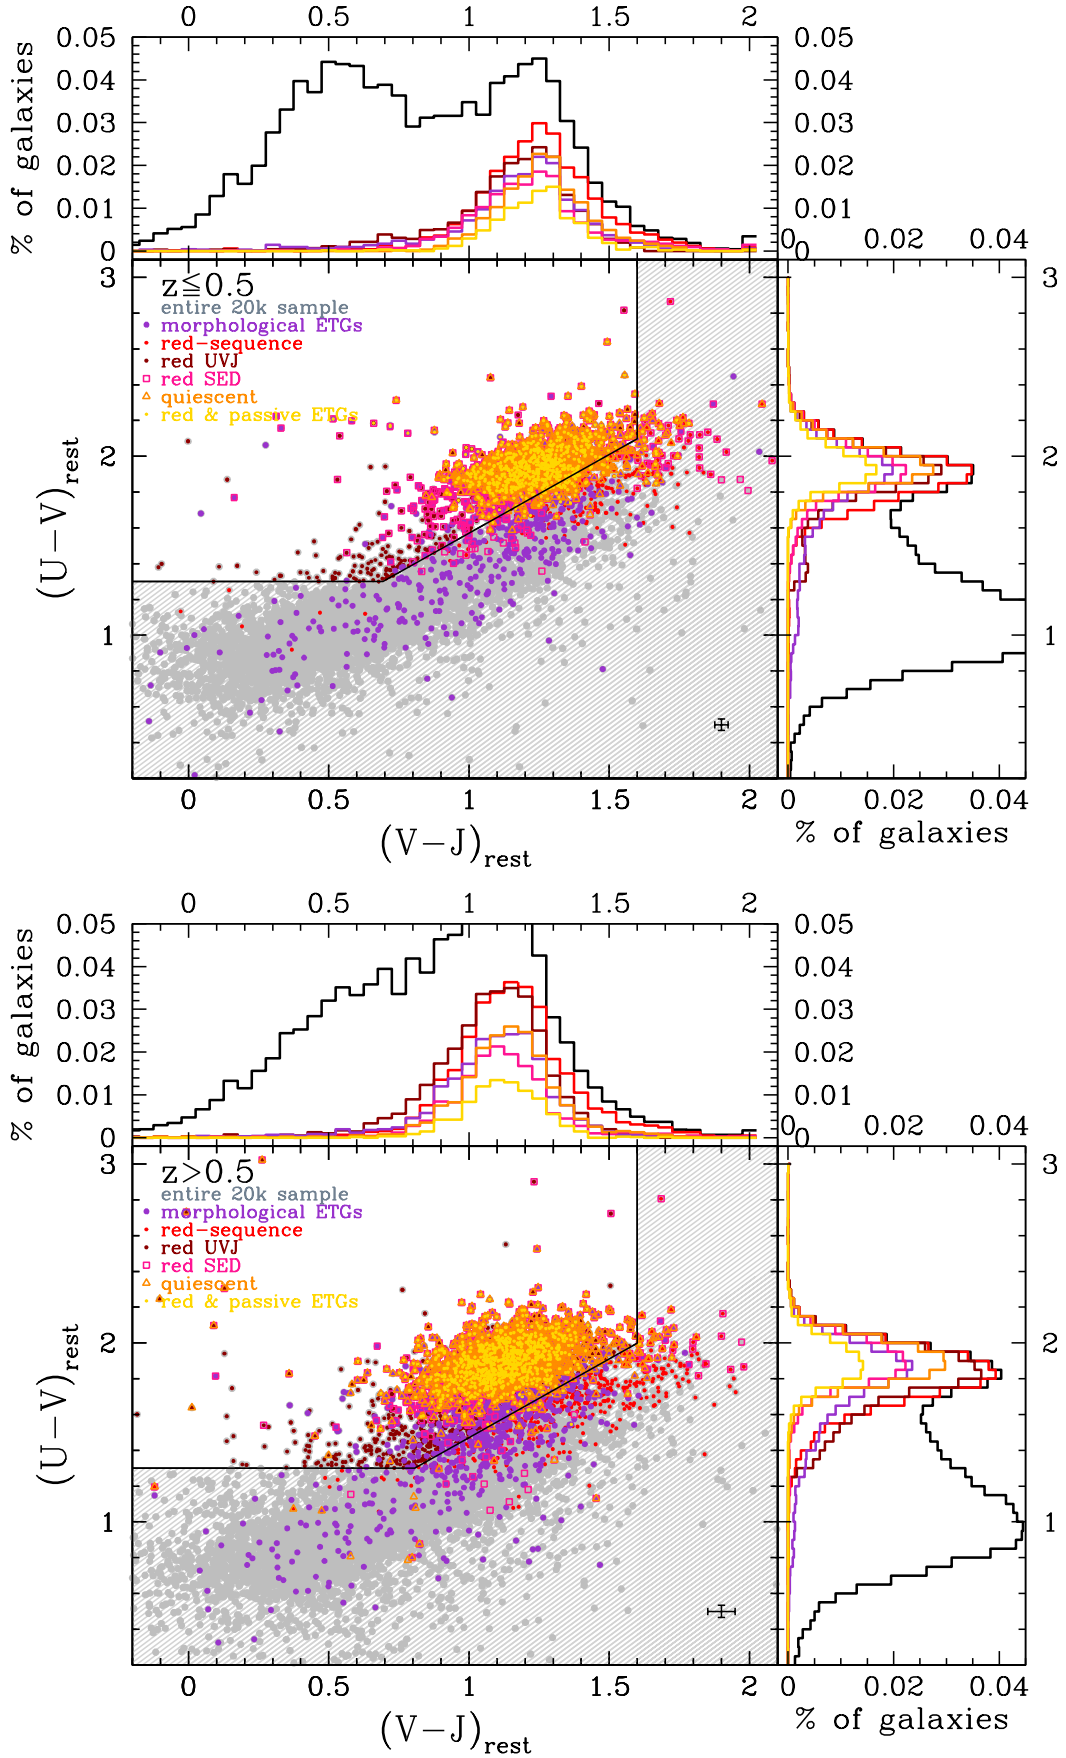 0 0.5 1 1.5 2
0.05 0.05
0.04 0.04
0.03 0.03
0.02 0.02
0.01 0.01
0 0
% of galaxies
0 0.02 0.04
z≦0.5
entire 20k sample
morphological ETGs
red-sequence
red UVJ
red SED
quiescent
red & passive ETGs
3 3
2 2
1 1
(U-V)rest
0 0.5 1 1.5 2
(V-J)rest
0 0.02 0.04
% of galaxies
0 0.5 1 1.5 2
0.05 0.05
0.04 0.04
0.03 0.03
0.02 0.02
0.01 0.01
0 0
% of galaxies
0 0.02 0.04
z>0.5
entire 20k sample
morphological ETGs
red-sequence
red UVJ
red SED
quiescent
red & passive ETGs
3 3
2 2
1 1
(U-V)rest
0 0.5 1 1.5 2
(V-J)rest
0 0.02 0.04
% of galaxies